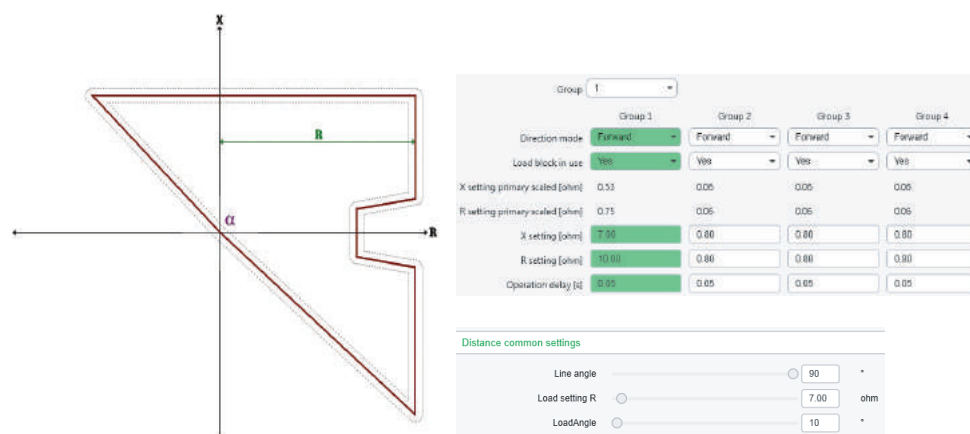 X
R
α
R
Group 1
Group 1 Group 2 Group 3 Group 4
Direction mode Forward Forward Forward Forward
Load block in use Yes Yes Yes Yes
X setting primary scaled [ohm] 0.53 0.06 0.06 0.06
R setting primary scaled [ohm] 0.75 0.06 0.06 0.06
X setting [ohm] 7.00 0.80 0.80 0.80
R setting [ohm] 10.00 0.80 0.80 0.80
Operation delay [s] 0.05 0.05 0.05 0.05
Distance common settings
Line angle 90 °
Load setting R 7.00 ohm
LoadAngle 10 °